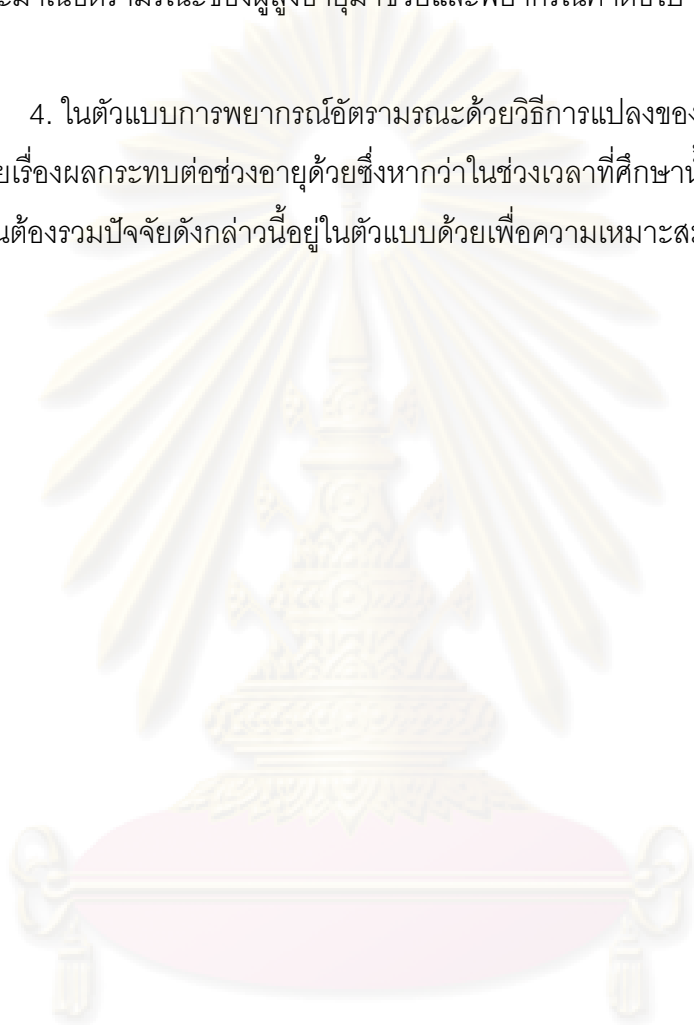 4. ในตัวแบบการพยากรณ์อัตรามรณะด้วยวิธีการแปลงของ
ยเรื่องผลกระทบต่อช่วงอายุด้วยซึ่งหากว่าในช่วงเวลาที่ศึกษานั้
นต้องรวมปัจจัยดังกล่าวนี้อยู่ในตัวแบบด้วยเพื่อความเหมาะส